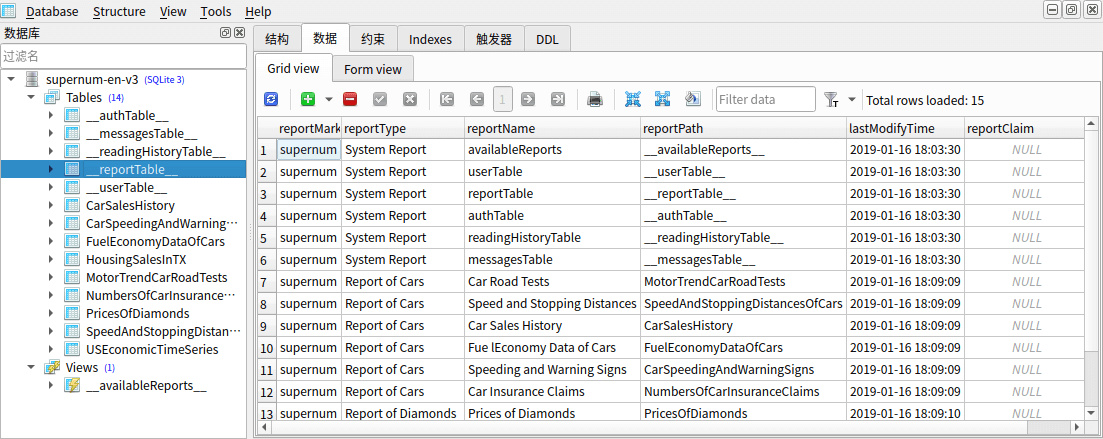 Database Structure View Tools Help
数据库
过滤名
supernum-en-v3 (SQLite 3)
Tables (14)
__authTable__
__messagesTable__
__readingHistoryTable__
__reportTable__
__userTable__
CarSalesHistory
CarSpeedingAndWarning···
FuelEconomyDataOfCars
HousingSalesInTX
MotorTrendCarRoadTests
NumbersOfCarInsurance···
PricesOfDiamonds
SpeedAndStoppingDistan···
USEconomicTimeSeries
Views (1)
__availableReports__
结构 数据 约束 Indexes 触发器 DDL
Grid view Form view
1 Filter data Total rows loaded: 15
reportMark reportType reportName reportPath lastModifyTime reportClaim
1 supernum System Report availableReports __availableReports__ 2019-01-16 18:03:30 NULL
2 supernum System Report userTable __userTable__ 2019-01-16 18:03:30 NULL
3 supernum System Report reportTable __reportTable__ 2019-01-16 18:03:30 NULL
4 supernum System Report authTable __authTable__ 2019-01-16 18:03:30 NULL
5 supernum System Report readingHistoryTable __readingHistoryTable__ 2019-01-16 18:03:30 NULL
6 supernum System Report messagesTable __messagesTable__ 2019-01-16 18:03:30 NULL
7 supernum Report of Cars Car Road Tests MotorTrendCarRoadTests 2019-01-16 18:09:09 NULL
8 supernum Report of Cars Speed and Stopping Distances SpeedAndStoppingDistancesOfCars 2019-01-16 18:09:09 NULL
9 supernum Report of Cars Car Sales History CarSalesHistory 2019-01-16 18:09:09 NULL
10 supernum Report of Cars Fue lEconomy Data of Cars FuelEconomyDataOfCars 2019-01-16 18:09:09 NULL
11 supernum Report of Cars Speeding and Warning Signs CarSpeedingAndWarningSigns 2019-01-16 18:09:09 NULL
12 supernum Report of Cars Car Insurance Claims NumbersOfCarInsuranceClaims 2019-01-16 18:09:09 NULL
13 supernum Report of Diamonds Prices of Diamonds PricesOfDiamonds 2019-01-16 18:09:10 NULL